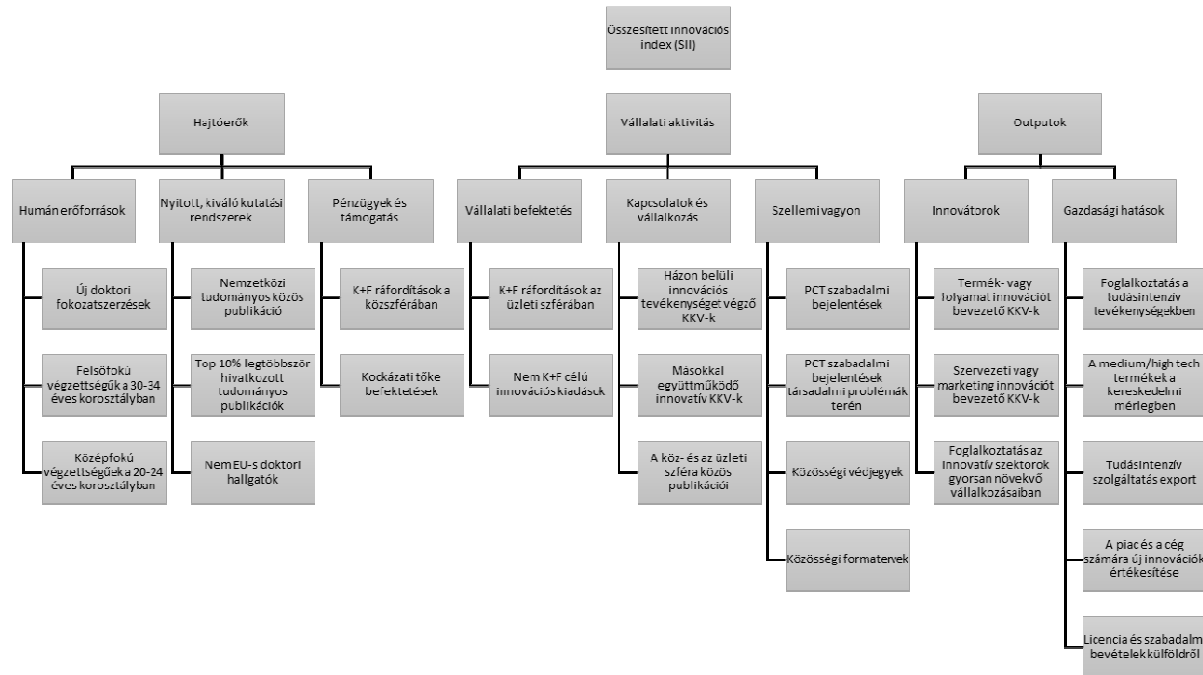 Összesített innovációs
index (SII)
Hajtóerők
Vállalati aktivitás
Outputok
Humán erőforrások
Nyitott, kiváló kutatási
rendszerek
Pénzügyek és
támogatás
Vállalati befektetés
Kapcsolatok és
vállalkozás
Szellemi vagyon
Innovátorok
Gazdasági hatások
Új doktori
fokozatszerzések
Felsőfokú
végzettségűk a 30-34
éves korosztályban
Középfokú
végzettségűek a 20-24
éves korosztályban
Nemzetközi
tudományos közös
publikáció
Top 10% legtöbbször
hivatkozott
tudományos
publikációk
Nem EU-s doktori
hallgatók
K+F ráfordítások a
közszférában
Kockázati tőke
befektetések
K+F ráfordítások az
üzleti szférában
Nem K+F célú
innovációs kiadások
Házon belüli
innovációs
tevékenységet végző
KKV-k
Másokkal
együttműködő
innovatív KKV-k
A köz- és az üzleti
szféra közös
publikációi
PCT szabadalmi
bejelentések
PCT szabadalmi
bejelentések
társadalmi problémák
terén
Közösségi védjegyek
Közösségi formatervek
Termék- vagy
folyamat innovációt
bevezető KKV-k
Szervezeti vagy
marketing innovációt
bevezető KKV-k
Foglalkoztatás az
innovatív szektorok
gyorsan növekvő
vállalkozásaiban
Foglalkoztatás a
tudásintenzív
tevékenységekben
A medium/high tech
termékek a
kereskedelmi
mérlegben
Tudásintenzív
szolgáltatás export
A piac és a cég
számára új innovációk
értékesítése
Licencia és szabadalmi
bevételek külföldről